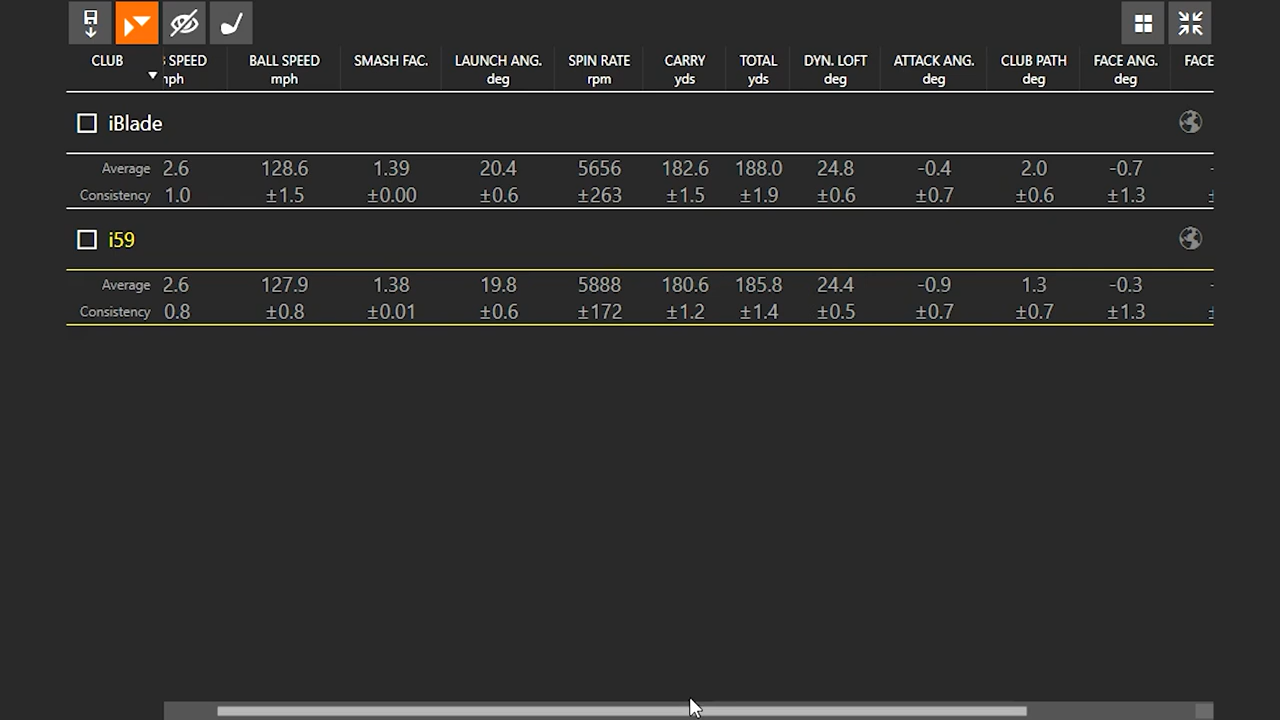 CLUB SPEED BALL SPEED SMASH FAC. LAUNCH ANG. SPIN RATE CARRY TOTAL DYN. LOFT ATTACK ANG. CLUB PATH FACE ANG. FACE
mph mph deg rpm yds yds deg deg deg deg
iBlade
Average 2.6 128.6 1.39 20.4 5656 182.6 188.0 24.8 -0.4 2.0 -0.7 -
Consistency 1.0 ±1.5 ±0.00 ±0.6 ±263 ±1.5 ±1.9 ±0.6 ±0.7 ±0.6 ±1.3 ±
i59
Average 2.6 127.9 1.38 19.8 5888 180.6 185.8 24.4 -0.9 1.3 -0.3 -
Consistency 0.8 ±0.8 ±0.01 ±0.6 ±172 ±1.2 ±1.4 ±0.5 ±0.7 ±0.7 ±1.3 ±